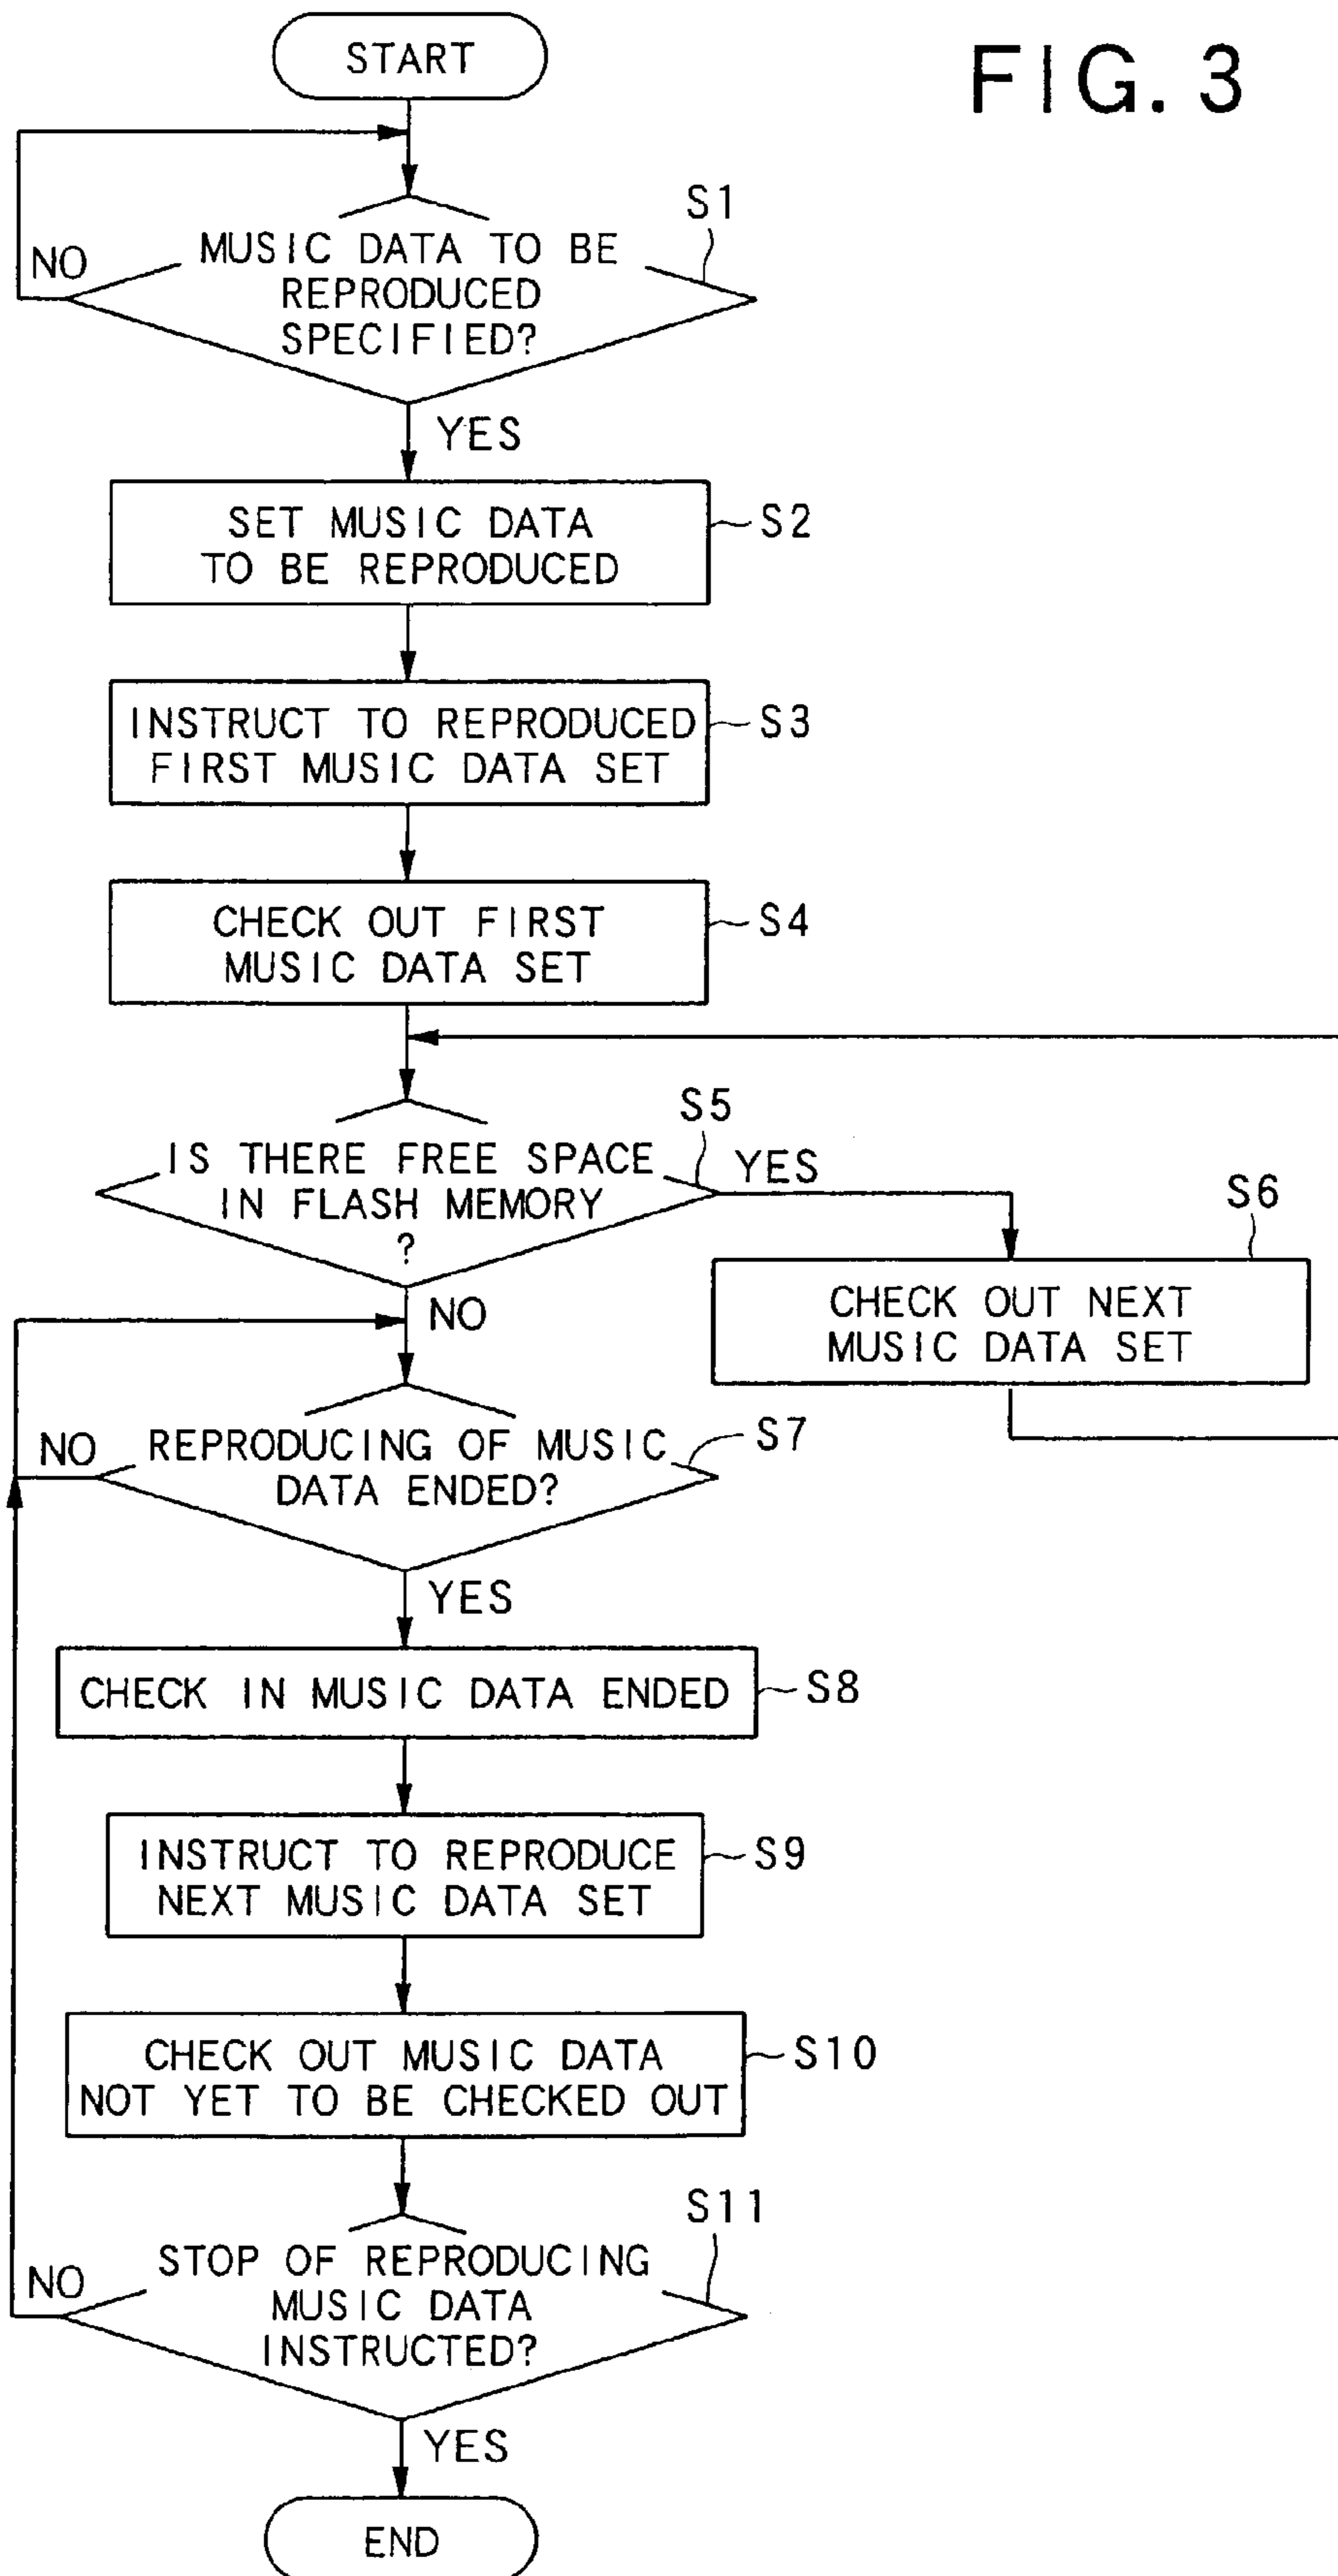 FIG. 3
START
S1
NO
MUSIC DATA TO BE
REPRODUCED
SPECIFIED?
YES
SET MUSIC DATA
TO BE REPRODUCED
S2
INSTRUCT TO REPRODUCED
FIRST MUSIC DATA SET
S3
CHECK OUT FIRST
MUSIC DATA SET
S4
S5
IS THERE FREE SPACE
IN FLASH MEMORY
?
YES
S6
CHECK OUT NEXT
MUSIC DATA SET
NO
S7
NO
REPRODUCING OF MUSIC
DATA ENDED?
YES
CHECK IN MUSIC DATA ENDED
S8
INSTRUCT TO REPRODUCE
NEXT MUSIC DATA SET
S9
CHECK OUT MUSIC DATA
NOT YET TO BE CHECKED OUT
S10
S11
NO
STOP OF REPRODUCING
MUSIC DATA
INSTRUCTED?
YES
END